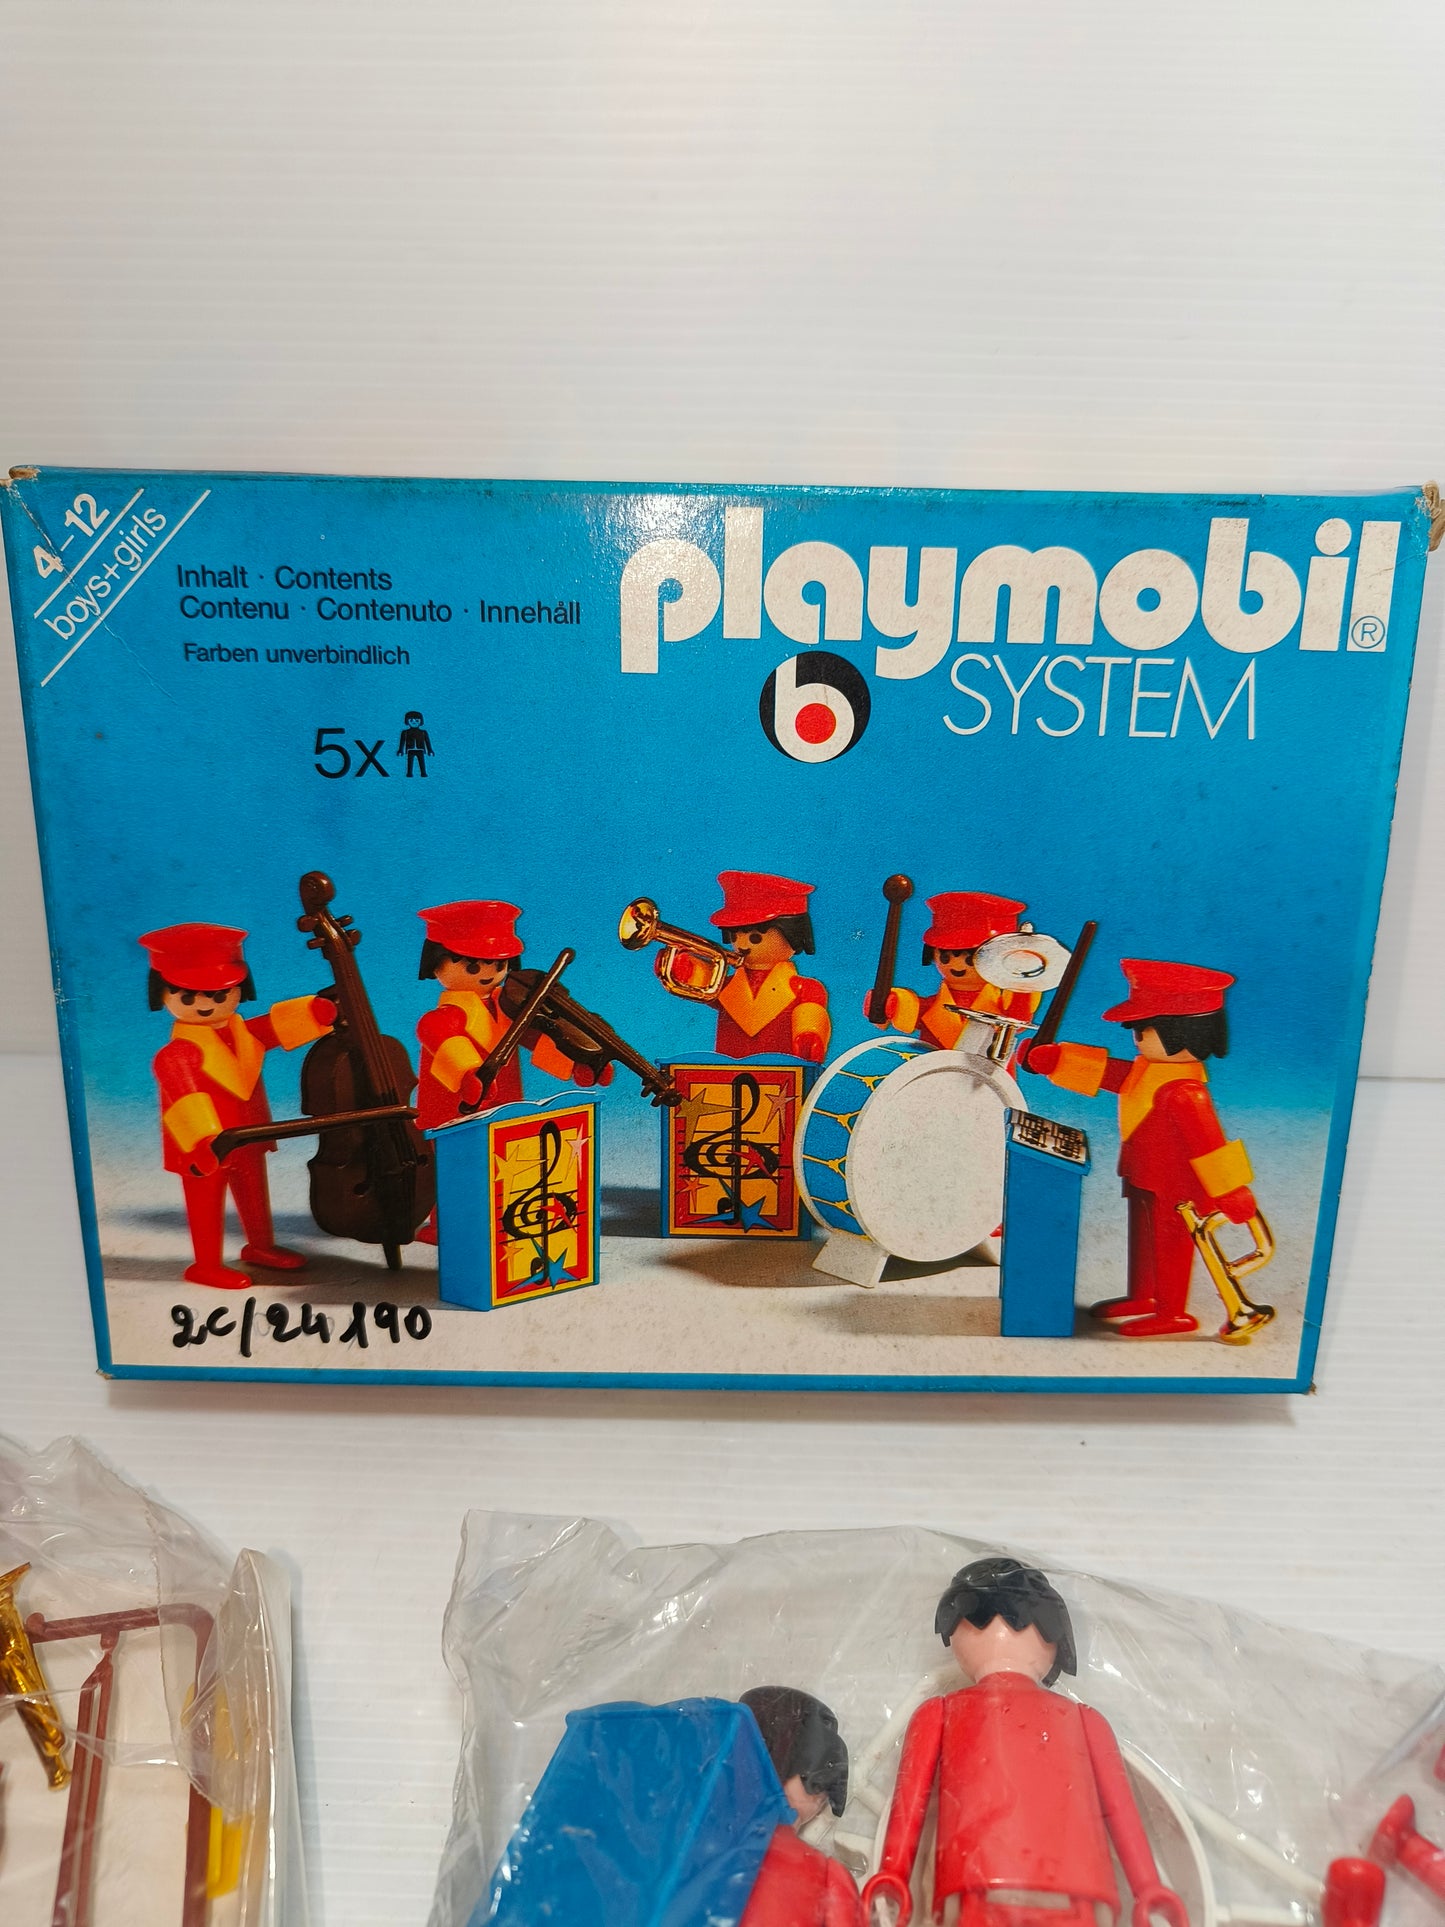 4-12
boys+girls
Inhalt · Contents
Contenu · Contenuto · Innehåll
Farben unverbindlich
5x
playmobil®
b SYSTEM
2C/24190